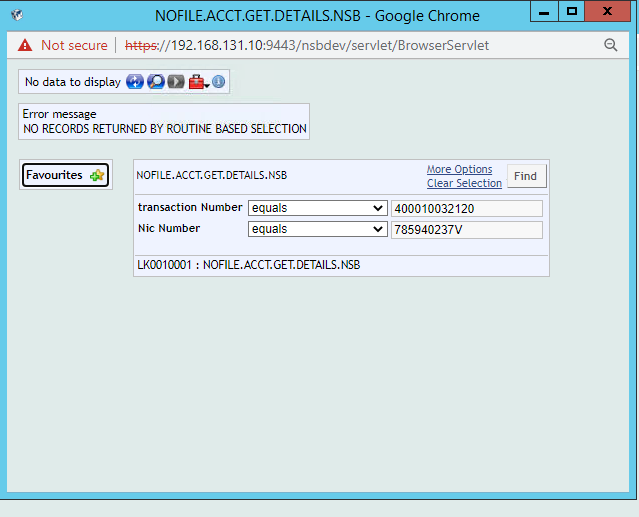 NOFILE.ACCT.GET.DETAILS.NSB - Google Chrome
Not secure | https://192.168.131.10:9443/nsbdev/servlet/BrowserServlet
No data to display
Error message
NO RECORDS RETURNED BY ROUTINE BASED SELECTION
Favourites
NOFILE.ACCT.GET.DETAILS.NSB
More Options
Clear Selection
Find
transaction Number equals 400010032120
Nic Number equals 785940237V
LK0010001 : NOFILE.ACCT.GET.DETAILS.NSB